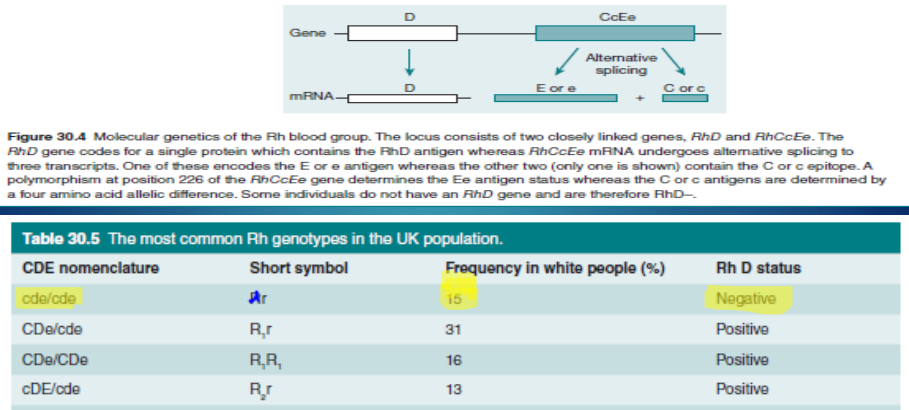 D CcEe
Gene
Alternative
splicing
D E or e C or c
mRNA +
Figure 30.4 Molecular genetics of the Rh blood group. The locus consists of two closely linked genes, RhD and RhCcEe. The
RhD gene codes for a single protein which contains the RhD antigen whereas RhCcEe mRNA undergoes alternative splicing to
three transcripts. One of these encodes the E or e antigen whereas the other two (only one is shown) contain the C or c epitope. A
polymorphism at position 226 of the RhCcEe gene determines the Ee antigen status whereas the C or c antigens are determined by
a four amino acid allelic difference. Some individuals do not have an RhD gene and are therefore RhD–.
Table 30.5 The most common Rh genotypes in the UK population.
CDE nomenclature Short symbol Frequency in white people (%) Rh D status
cde/cde r 15 Negative
CDe/cde R₁r 31 Positive
CDe/CDe R₁R₁ 16 Positive
cDE/cde R₂r 13 Positive